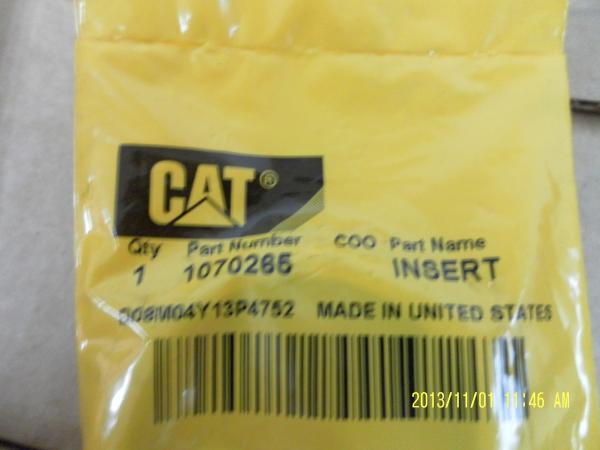 CAT®
Qty Part Number COO Part Name
1 1070265 INSERT
D08M04Y13P4752 MADE IN UNITED STATES
2013/11/01 11:46 AM